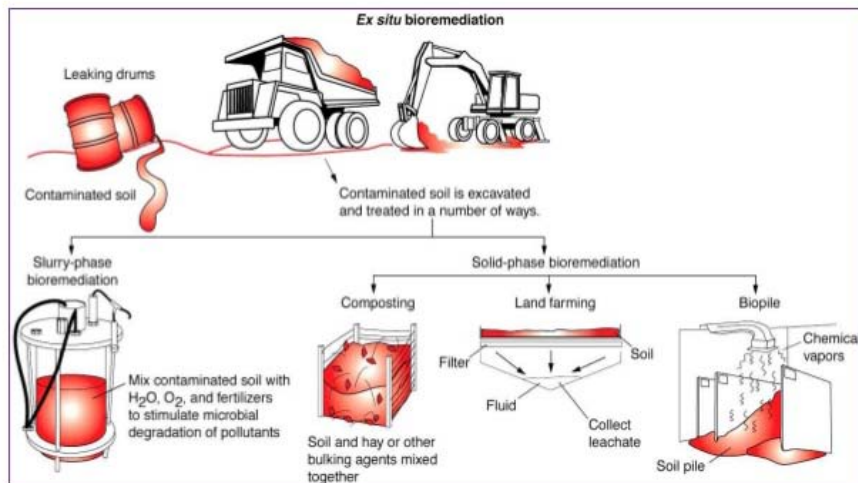 Ex situ bioremediation
Leaking drums
Contaminated soil
Contaminated soil is excavated
and treated in a number of ways.
Slurry-phase
bioremediation
Solid-phase bioremediation
Composting
Land farming
Biopile
Mix contaminated soil with
H₂O, O₂, and fertilizers
to stimulate microbial
degradation of pollutants
Soil and hay or other
bulking agents mixed
together
Filter
Soil
Fluid
Collect
leachate
Chemical
vapors
Soil pile